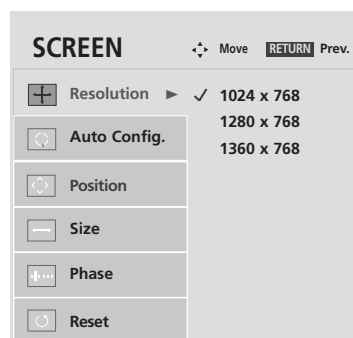 SCREEN Move RETURN Prev.
Resolution ► ✓ 1024 x 768
1280 x 768
1360 x 768
Auto Config.
Position
Size
Phase
Reset